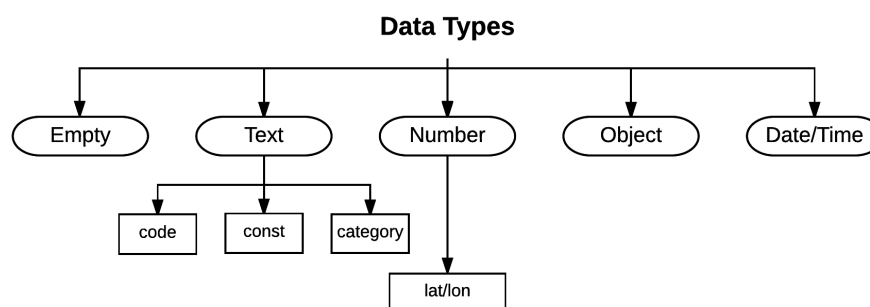 Data Types
Empty
Text
Number
Object
Date/Time
code
const
category
lat/lon